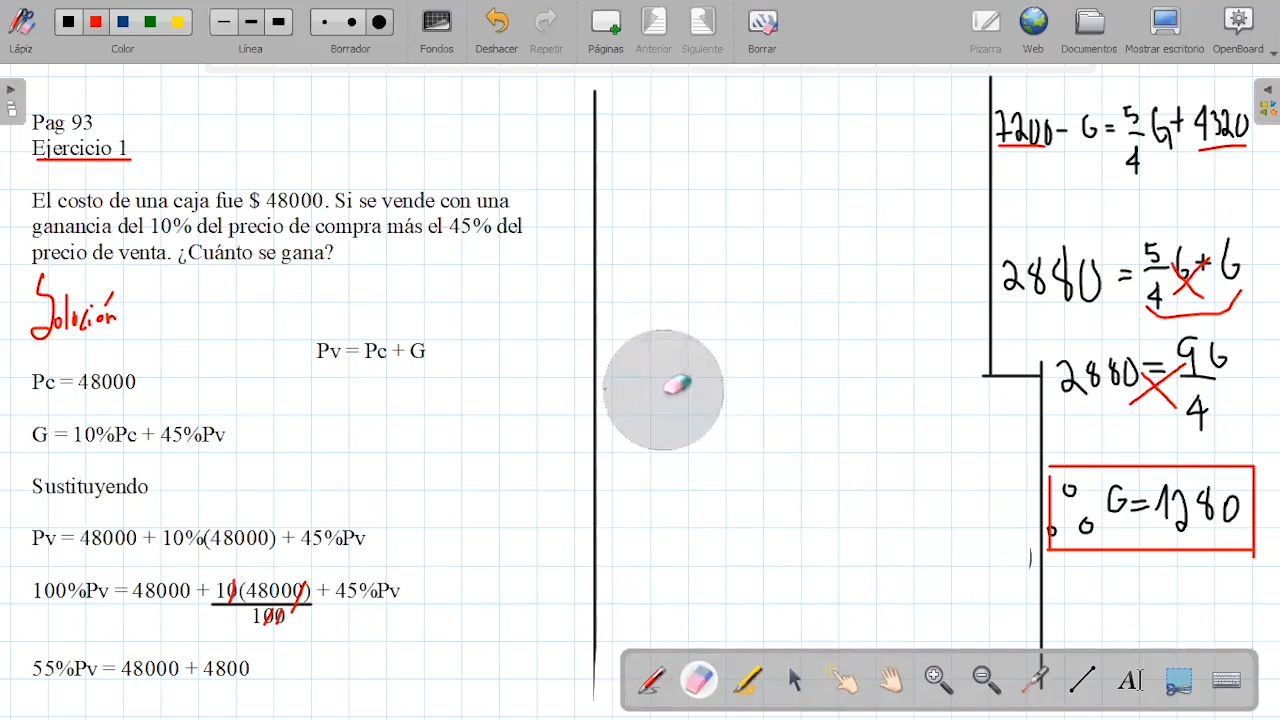 Lápiz Color Línea Borrador Fondos Deshacer Repetir Páginas Anterior Siguiente Borrar Pizarra Web Documentos Mostrar escritorio OpenBoard
Pag 93
Ejercicio 1
El costo de una caja fue $ 48000. Si se vende con una
ganancia del 10% del precio de compra más el 45% del
precio de venta. ¿Cuánto se gana?
Solución
Pv = Pc + G
Pc = 48000
G = 10%Pc + 45%Pv
Sustituyendo
Pv = 48000 + 10%(48000) + 45%Pv
100%Pv = 48000 + 10(48000) + 45%Pv
100
55%Pv = 48000 + 4800
7200 - G = 5/4 G + 4320
2880 = 5/4 G + G
2880 = 9G/4
G = 1280